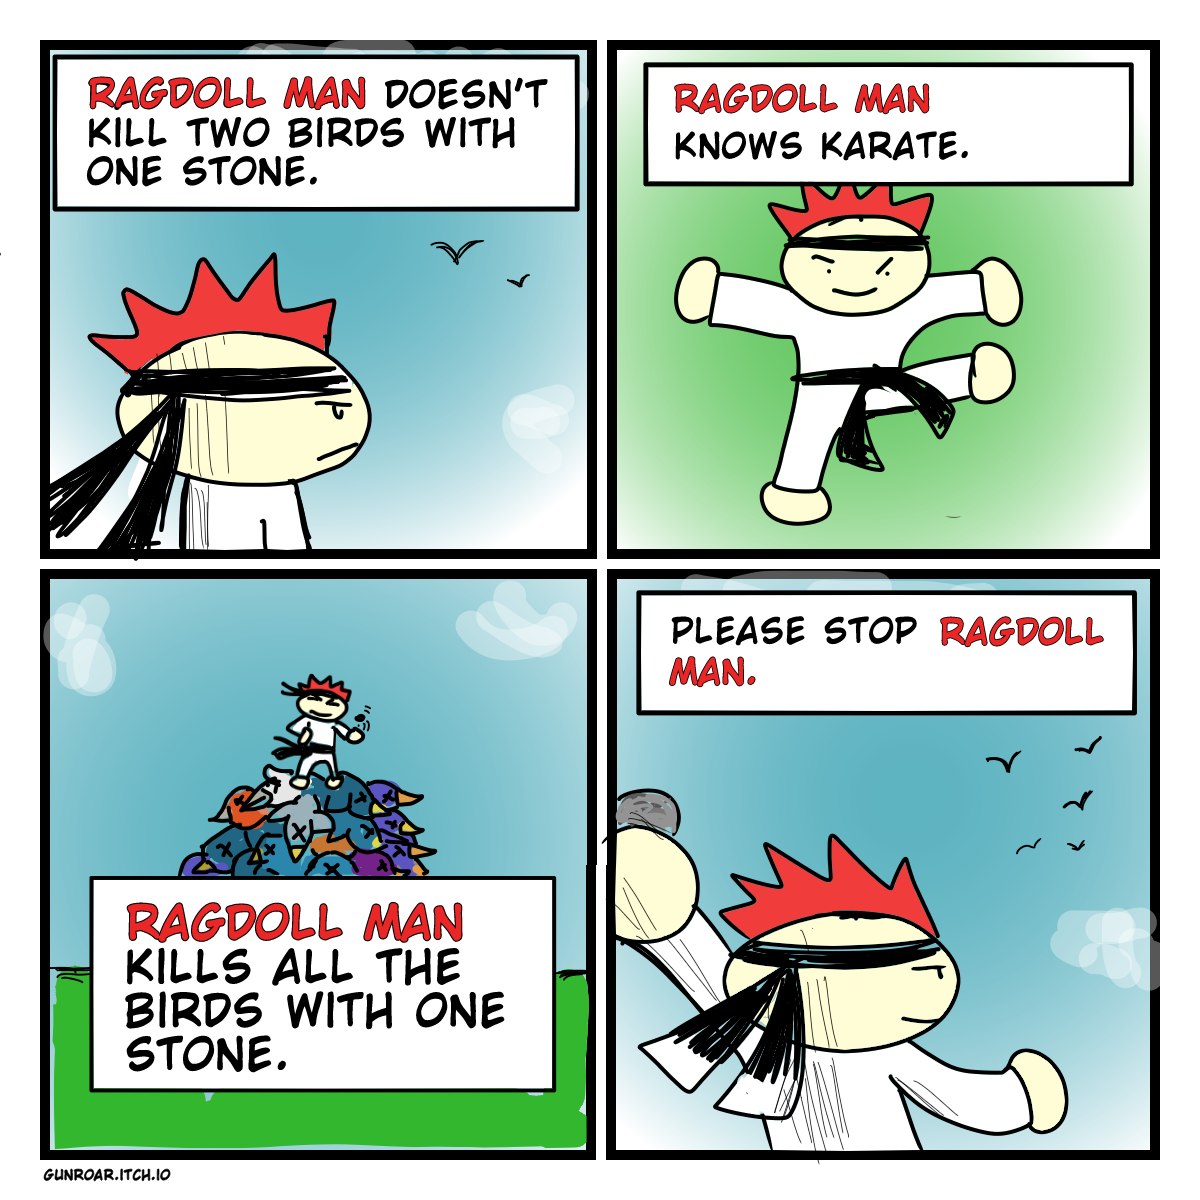 RAGDOLL MAN DOESN'T
KILL TWO BIRDS WITH
ONE STONE.
RAGDOLL MAN
KNOWS KARATE.
RAGDOLL MAN
KILLS ALL THE
BIRDS WITH ONE
STONE.
PLEASE STOP RAGDOLL
MAN.
GUNROAR.ITCH.IO